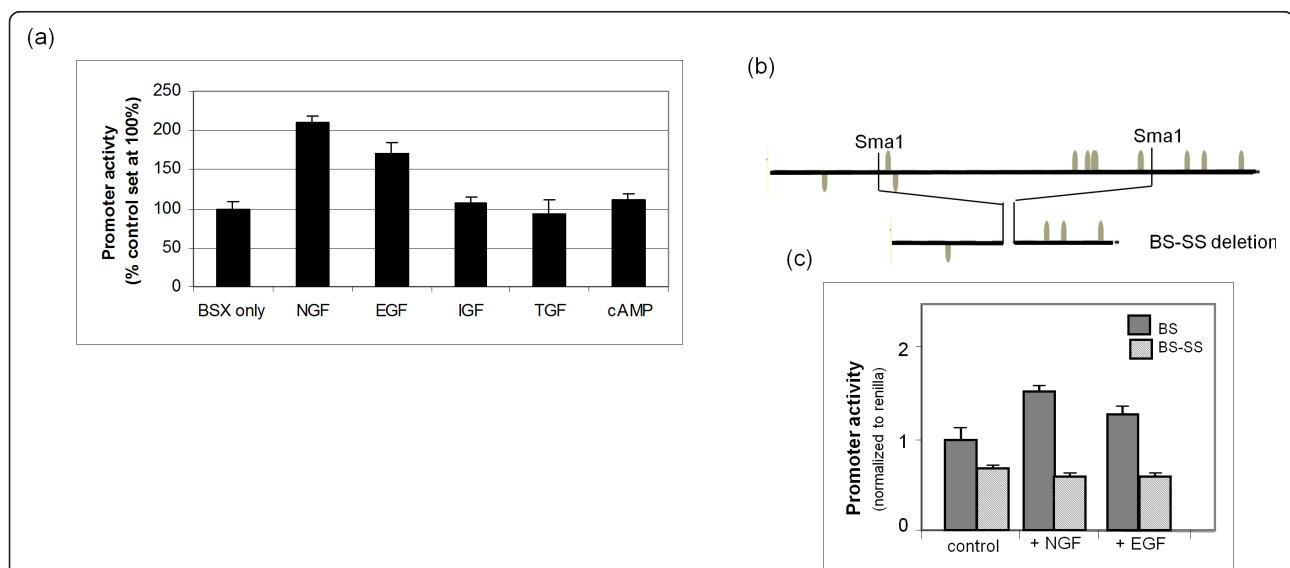 (a)
Promoter activty
(% control set at 100%)
250
200
150
100
50
0
BSX only NGF EGF IGF TGF cAMP
(b)
Sma1 Sma1
BS-SS deletion
(c)
Promoter activity
(normalized to renilla)
2
1
0
BS
BS-SS
control + NGF + EGF